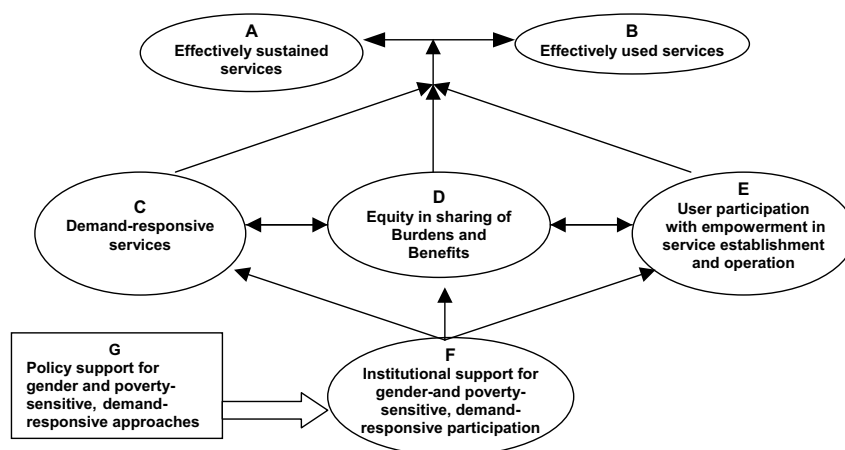 A
Effectively sustained
services
B
Effectively used services
C
Demand-responsive
services
D
Equity in sharing of
Burdens and
Benefits
E
User participation
with empowerment in
service establishment
and operation
G
Policy support for
gender and poverty-
sensitive, demand-
responsive approaches
F
Institutional support for
gender-and poverty-
sensitive, demand-
responsive participation